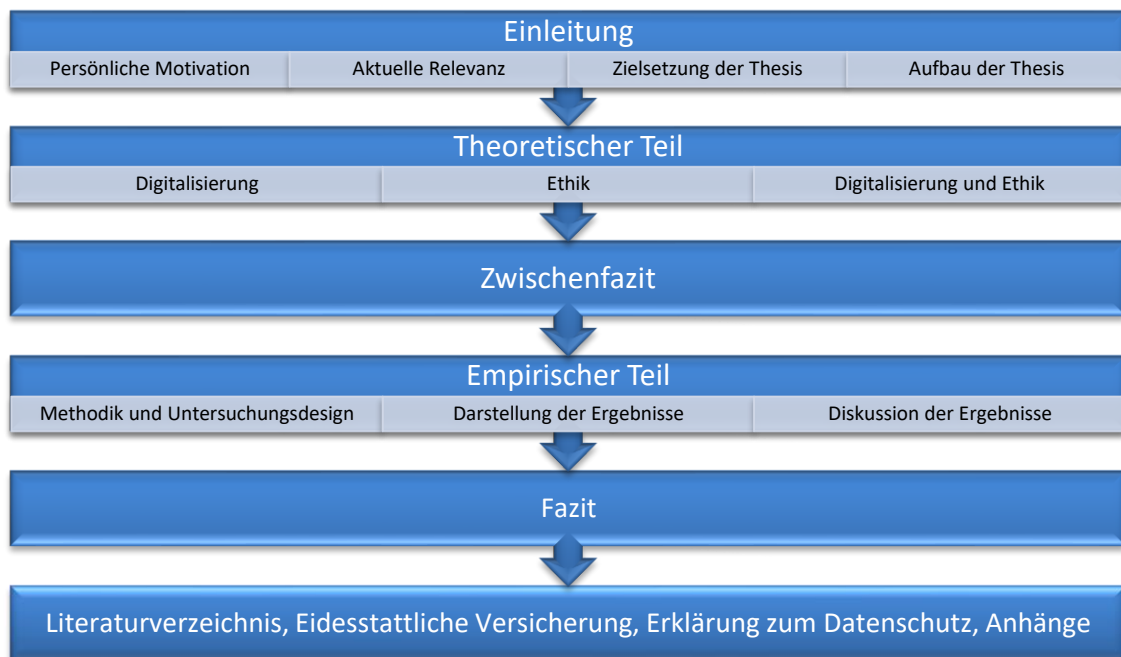 Einleitung
Persönliche Motivation Aktuelle Relevanz Zielsetzung der Thesis Aufbau der Thesis
Theoretischer Teil
Digitalisierung Ethik Digitalisierung und Ethik
Zwischenfazit
Empirischer Teil
Methodik und Untersuchungsdesign Darstellung der Ergebnisse Diskussion der Ergebnisse
Fazit
Literaturverzeichnis, Eidesstattliche Versicherung, Erklärung zum Datenschutz, Anhänge